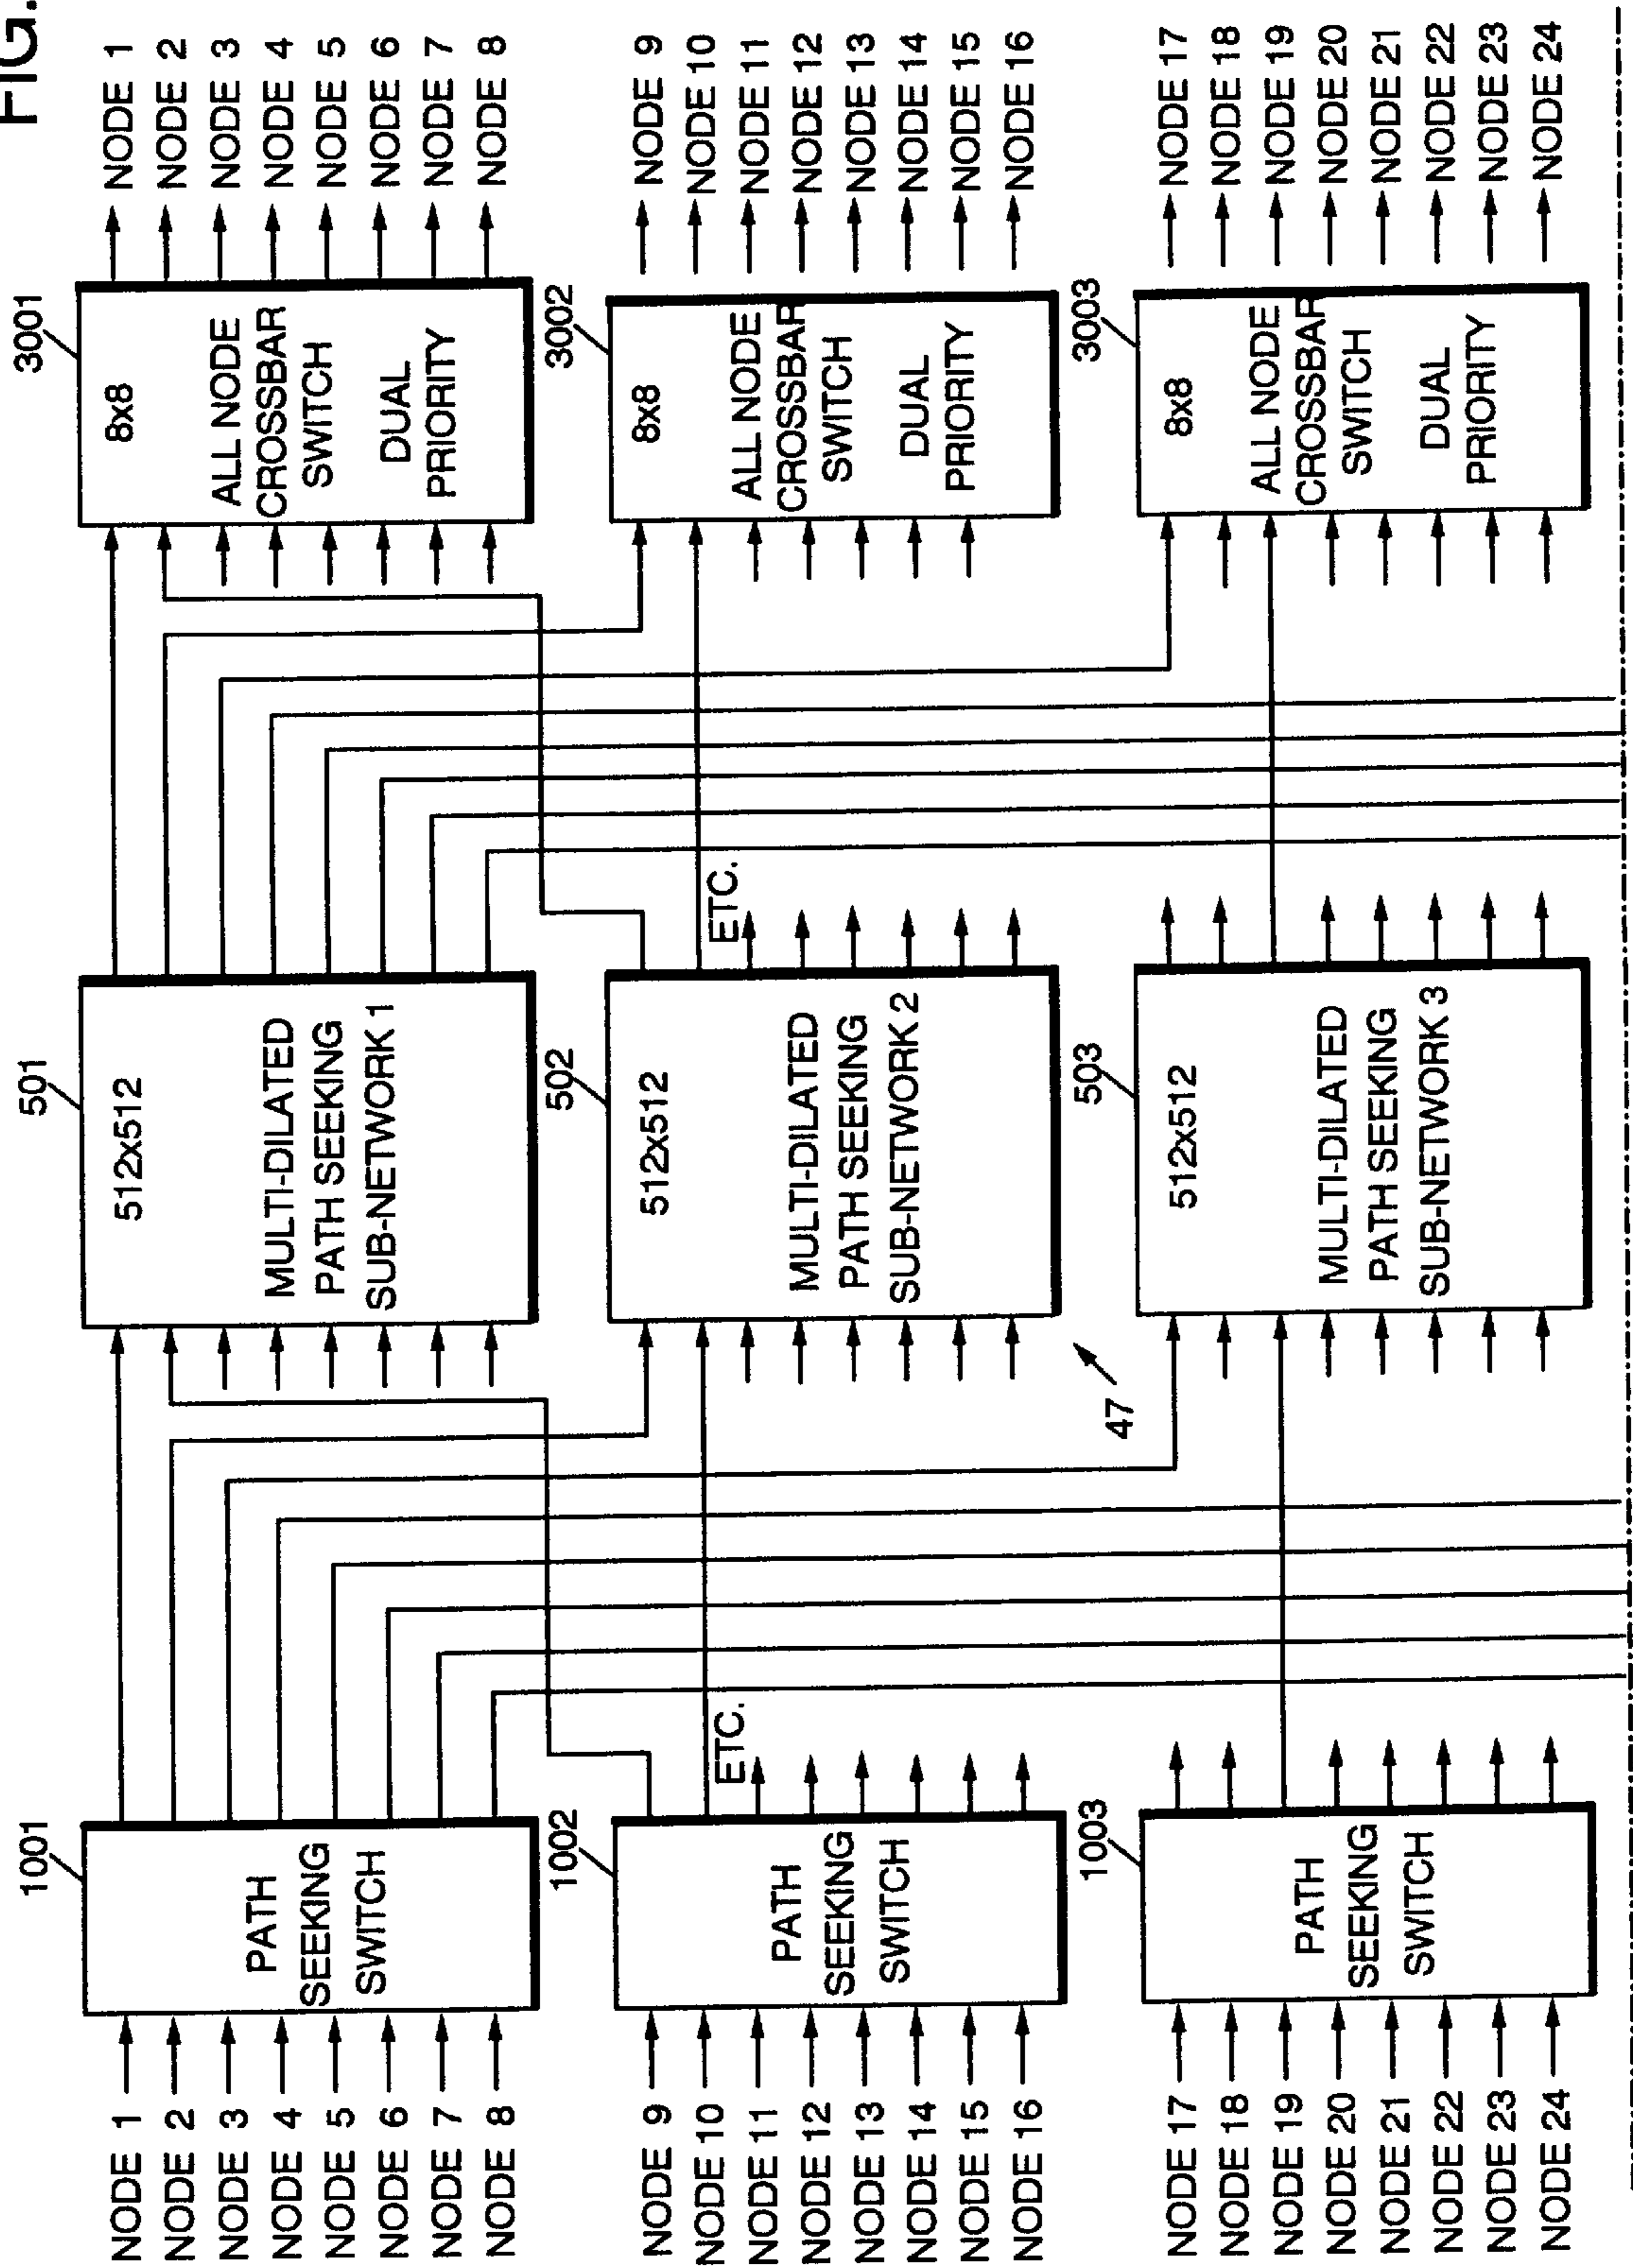 FIG.
NODE 1
NODE 2
NODE 3
NODE 4
NODE 5
NODE 6
NODE 7
NODE 8
1001
PATH
SEEKING
SWITCH
501
512x512
MULTI-DILATED
PATH SEEKING
SUB-NETWORK 1
3001
8x8
ALL NODE
CROSSBAR
SWITCH
DUAL
PRIORITY
NODE 1
NODE 2
NODE 3
NODE 4
NODE 5
NODE 6
NODE 7
NODE 8
NODE 9
NODE 10
NODE 11
NODE 12
NODE 13
NODE 14
NODE 15
NODE 16
1002
PATH
SEEKING
SWITCH
ETC.
502
512x512
MULTI-DILATED
PATH SEEKING
SUB-NETWORK 2
ETC.
3002
8x8
ALL NODE
CROSSBAR
SWITCH
DUAL
PRIORITY
NODE 9
NODE 10
NODE 11
NODE 12
NODE 13
NODE 14
NODE 15
NODE 16
47
NODE 17
NODE 18
NODE 19
NODE 20
NODE 21
NODE 22
NODE 23
NODE 24
1003
PATH
SEEKING
SWITCH
503
512x512
MULTI-DILATED
PATH SEEKING
SUB-NETWORK 3
3003
8x8
ALL NODE
CROSSBAR
SWITCH
DUAL
PRIORITY
NODE 17
NODE 18
NODE 19
NODE 20
NODE 21
NODE 22
NODE 23
NODE 24